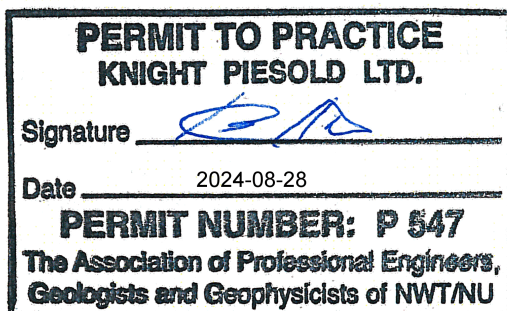 PERMIT TO PRACTICE
KNIGHT PIESOLD LTD.
Signature
Date 2024-08-28
PERMIT NUMBER: P 547
The Association of Professional Engineers,
Geologists and Geophysicists of NWT/NU